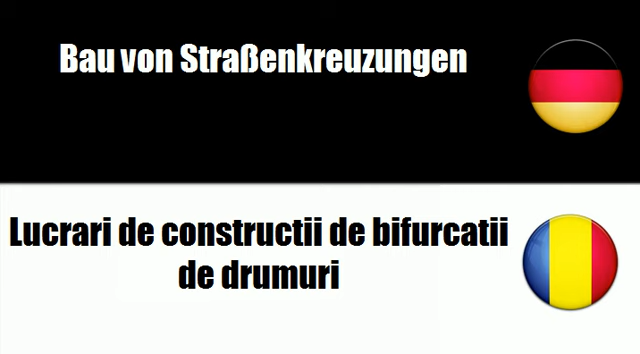 Bau von Straßenkreuzungen
Lucrari de constructii de bifurcatii
de drumuri